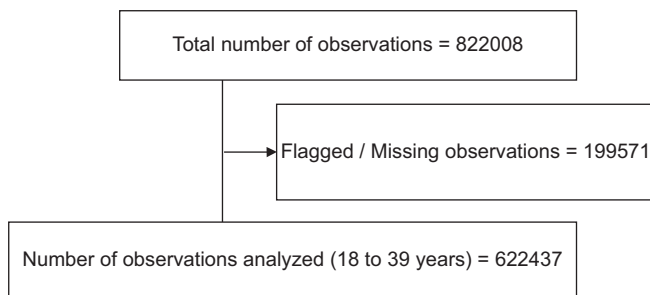 Total number of observations = 822008
Flagged / Missing observations = 199571
Number of observations analyzed (18 to 39 years) = 622437